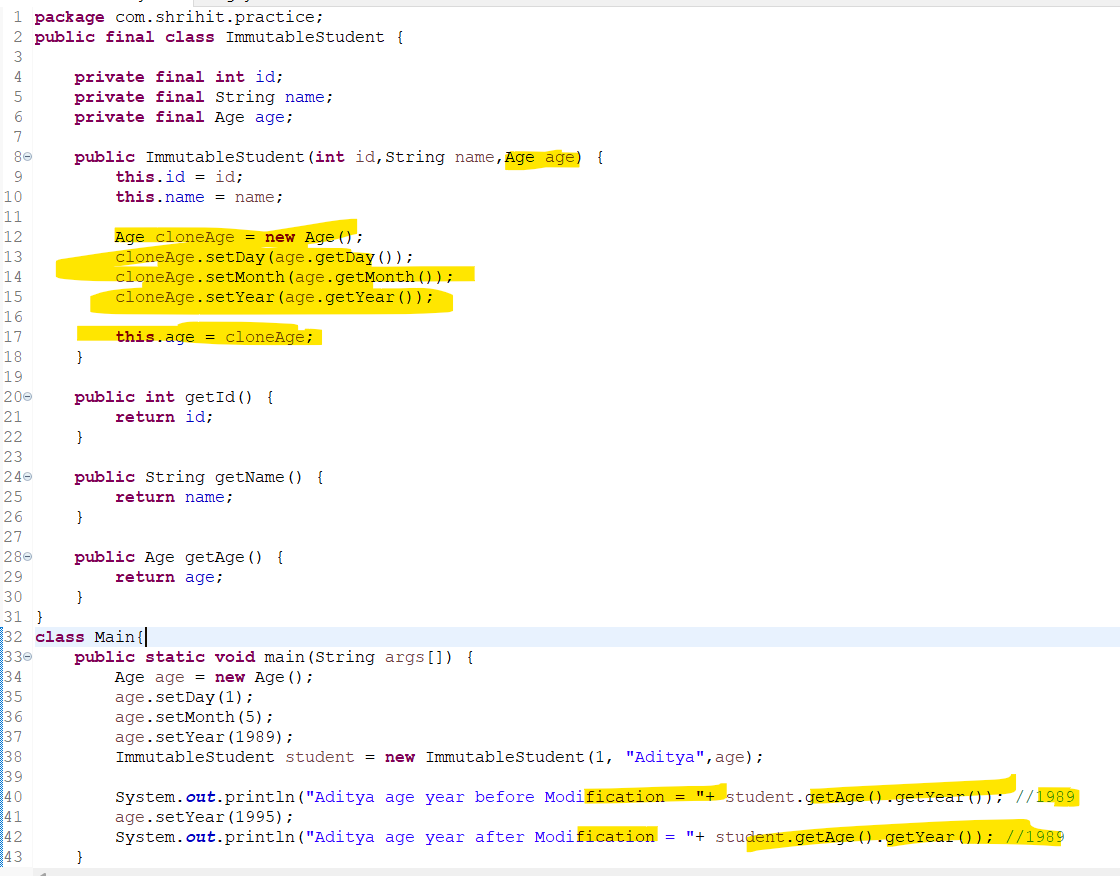 1 package com.shrihit.practice;
2 public final class ImmutableStudent {
3
4 private final int id;
5 private final String name;
6 private final Age age;
7
8 public ImmutableStudent(int id,String name,Age age) {
9 this.id = id;
10 this.name = name;
11
12 Age cloneAge = new Age();
13 cloneAge.setDay(age.getDay());
14 cloneAge.setMonth(age.getMonth());
15 cloneAge.setYear(age.getYear());
16
17 this.age = cloneAge;
18 }
19
20 public int getId() {
21 return id;
22 }
23
24 public String getName() {
25 return name;
26 }
27
28 public Age getAge() {
29 return age;
30 }
31 }
32 class Main{
33 public static void main(String args[]) {
34 Age age = new Age();
35 age.setDay(1);
36 age.setMonth(5);
37 age.setYear(1989);
38 ImmutableStudent student = new ImmutableStudent(1, "Aditya",age);
39
40 System.out.println("Aditya age year before Modification = "+ student.getAge().getYear()); //1989
41 age.setYear(1995);
42 System.out.println("Aditya age year after Modification = "+ student.getAge().getYear()); //1989
43 }